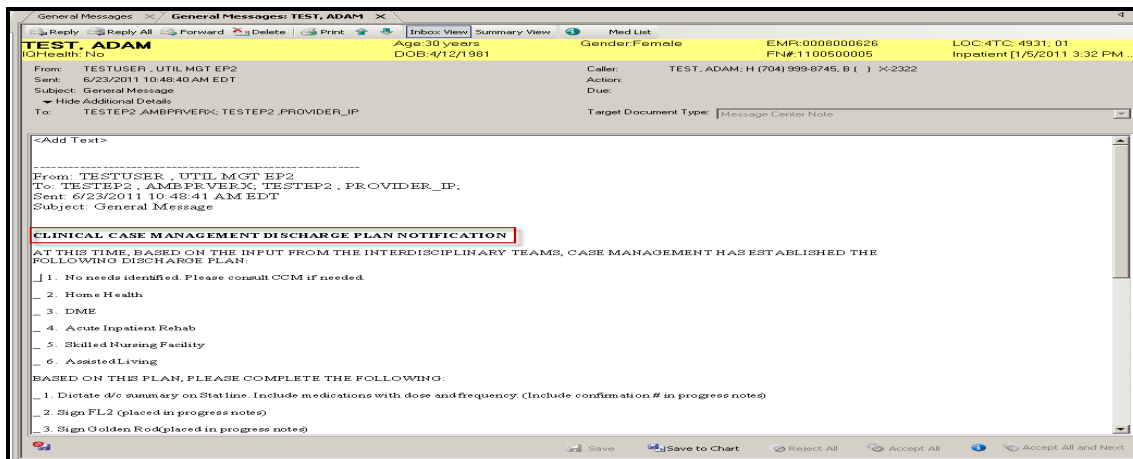 General Messages × General Messages: TEST, ADAM ×
Reply Reply All Forward Delete Print Inbox View Summary View Med List
TEST, ADAM Age:30 years Gender:Female EMR:0008000626 LOC:4TC; 4931; 01
IQHealth: No DOB:4/12/1981 FN#:1100500005 Inpatient [1/5/2011 3:32 PM ...
From: TESTUSER , UTIL MGT EP2 Caller: TEST, ADAM; H (704) 999-8745, B ( ) X-2322
Sent: 6/23/2011 10:48:40 AM EDT Action:
Subject: General Message Due:
Hide Additional Details
To: TESTEP2 ,AMBPRVERX; TESTEP2 ,PROVIDER_IP Target Document Type: Message Center Note
<Add Text>
------------------------------------------------------------
From: TESTUSER , UTIL MGT EP2
To: TESTEP2 , AMBPRVERX; TESTEP2 , PROVIDER_IP;
Sent: 6/23/2011 10:48:41 AM EDT
Subject: General Message
CLINICAL CASE MANAGEMENT DISCHARGE PLAN NOTIFICATION
AT THIS TIME, BASED ON THE INPUT FROM THE INTERDISCIPLINARY TEAMS, CASE MANAGEMENT HAS ESTABLISHED THE
FOLLOWING DISCHARGE PLAN:
_ 1. No needs identified. Please consult CCM if needed.
_ 2. Home Health
_ 3. DME
_ 4. Acute Inpatient Rehab
_ 5. Skilled Nursing Facility
_ 6. Assisted Living
BASED ON THIS PLAN, PLEASE COMPLETE THE FOLLOWING:
_ 1. Dictate d/c summary on Stat line. Include medications with dose and frequency. (Include confirmation # in progress notes)
_ 2. Sign FL2 (placed in progress notes)
_ 3. Sign Golden Rod(placed in progress notes)
Save Save to Chart Reject All Accept All Accept All and Next